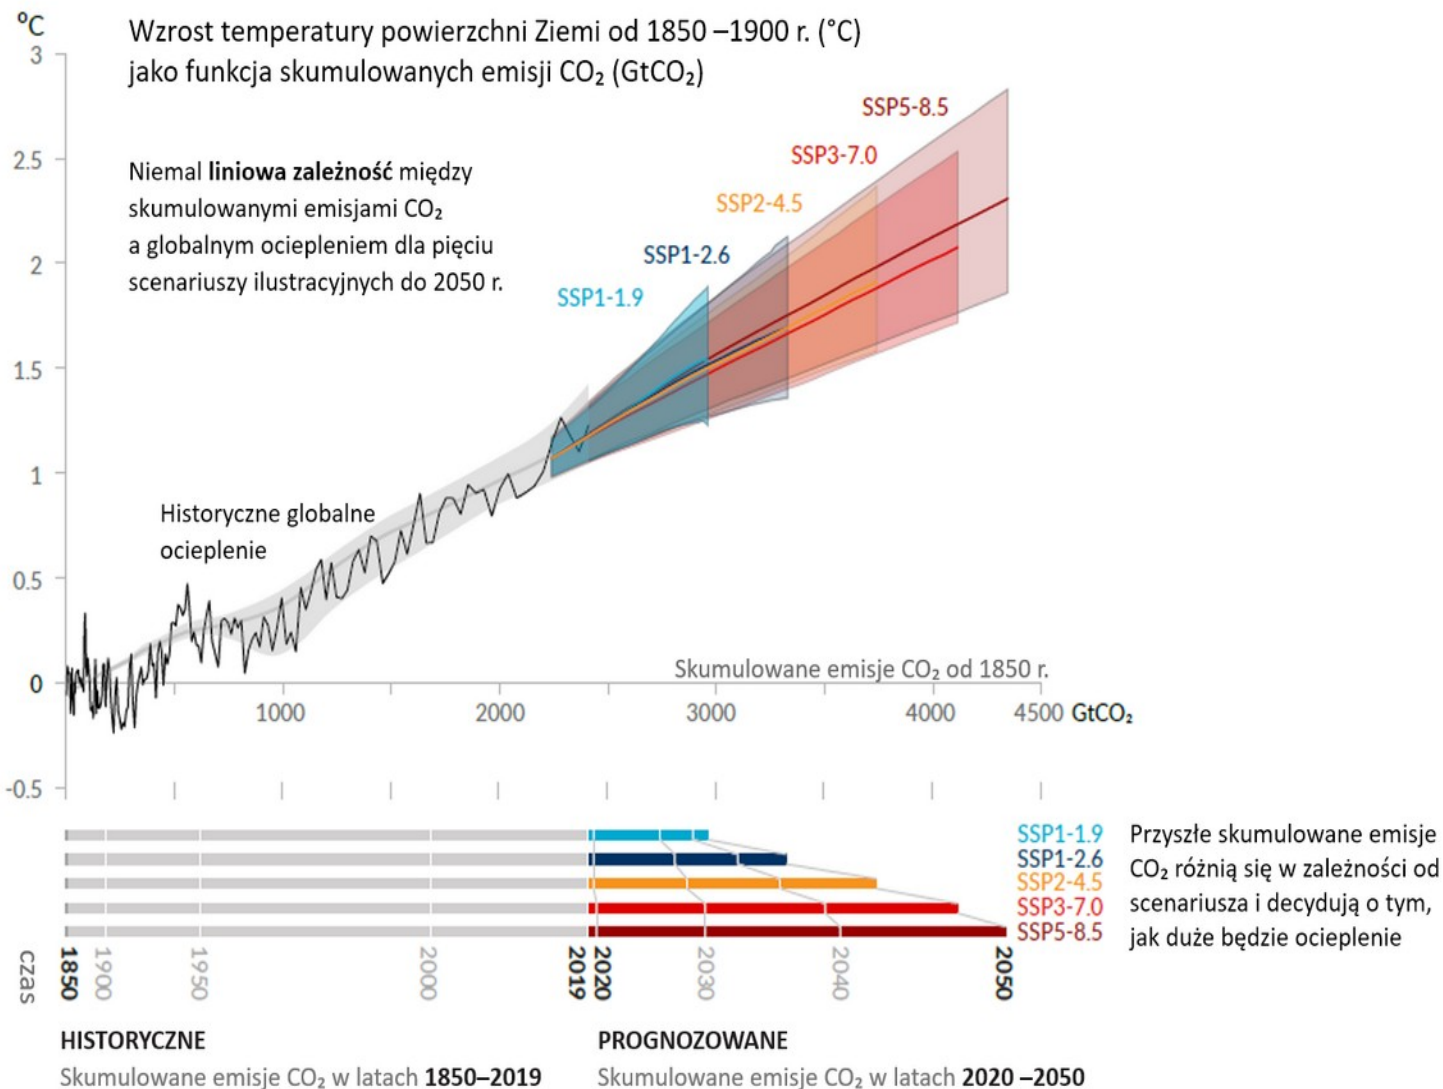 °C
Wzrost temperatury powierzchni Ziemi od 1850 –1900 r. (°C)
jako funkcja skumulowanych emisji CO₂ (GtCO₂)
3
SSP5-8.5
SSP3-7.0
2.5
Niemal liniowa zależność między
skumulowanymi emisjami CO₂
a globalnym ociepleniem dla pięciu
scenariuszy ilustracyjnych do 2050 r.
SSP2-4.5
SSP1-2.6
2
SSP1-1.9
1.5
1
Historyczne globalne
ocieplenie
0.5
Skumulowane emisje CO₂ od 1850 r.
0
1000
2000
3000
4000
4500 GtCO₂
-0.5
SSP1-1.9
SSP1-2.6
SSP2-4.5
SSP3-7.0
SSP5-8.5
Przyszłe skumulowane emisje
CO₂ różnią się w zależności od
scenariusza i decydują o tym,
jak duże będzie ocieplenie
czas
1850
1900
1950
2000
2019
2020
2030
2040
2050
HISTORYCZNE
Skumulowane emisje CO₂ w latach 1850–2019
PROGNOZOWANE
Skumulowane emisje CO₂ w latach 2020 –2050